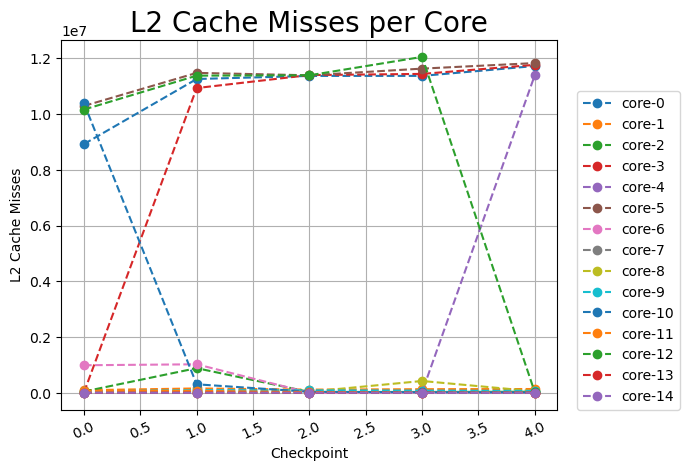 L2 Cache Misses per Core
1e7
1.2
1.0
0.8
0.6
0.4
0.2
0.0
L2 Cache Misses
0.0 0.5 1.0 1.5 2.0 2.5 3.0 3.5 4.0
Checkpoint
core-0
core-1
core-2
core-3
core-4
core-5
core-6
core-7
core-8
core-9
core-10
core-11
core-12
core-13
core-14